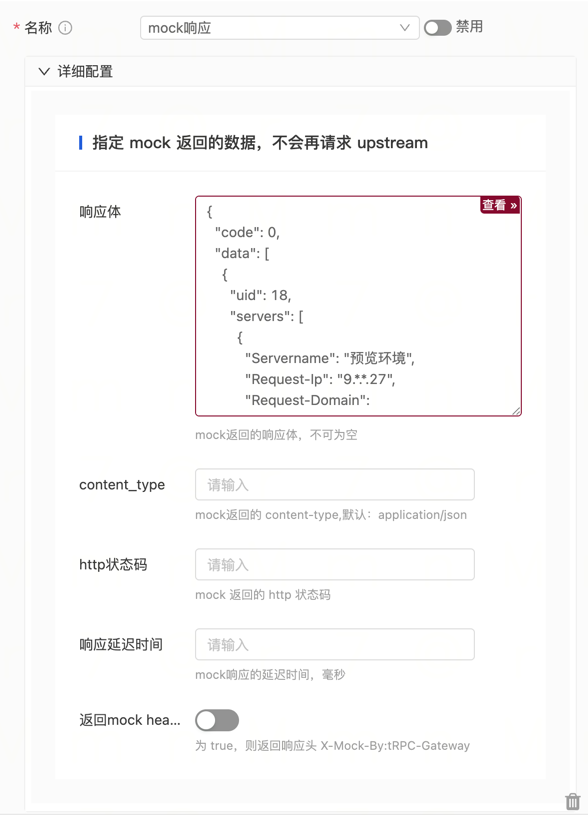 * 名称
mock响应
禁用
详细配置
指定 mock 返回的数据，不会再请求 upstream
响应体
查看 »
{
"code": 0,
"data": [
{
"uid": 18,
"servers": [
{
"Servername": "预览环境",
"Request-Ip": "9.*.*.27",
"Request-Domain":
mock返回的响应体，不可为空
content_type
请输入
mock返回的 content-type,默认：application/json
http状态码
请输入
mock 返回的 http 状态码
响应延迟时间
请输入
mock响应的延迟时间，毫秒
返回mock hea...
为 true，则返回响应头 X-Mock-By:tRPC-Gateway